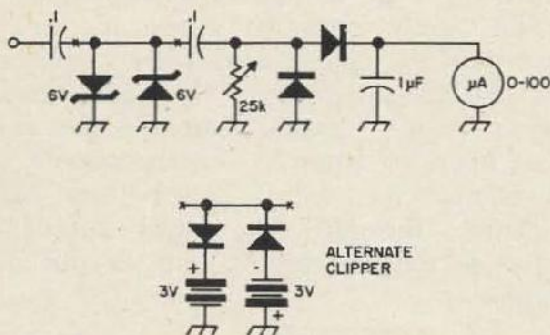 .1
.1
6V
6V
25k
1µF
µA
0-100
ALTERNATE
CLIPPER
+
-
3V
3V
+